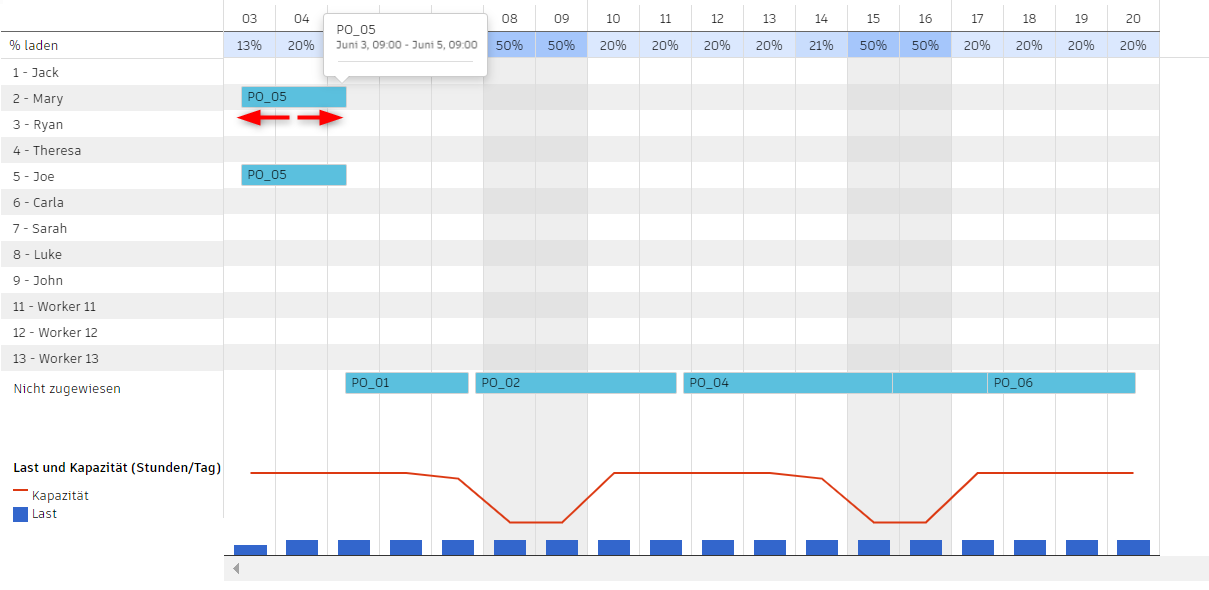 03 04 08 09 10 11 12 13 14 15 16 17 18 19 20
PO_05
Juni 3, 09:00 - Juni 5, 09:00
% laden 13% 20% 50% 50% 20% 20% 20% 20% 21% 50% 50% 20% 20% 20% 20%
1 - Jack
2 - Mary PO_05
3 - Ryan
4 - Theresa
5 - Joe PO_05
6 - Carla
7 - Sarah
8 - Luke
9 - John
11 - Worker 11
12 - Worker 12
13 - Worker 13
Nicht zugewiesen PO_01 PO_02 PO_04 PO_06
Last und Kapazität (Stunden/Tag)
Kapazität
Last